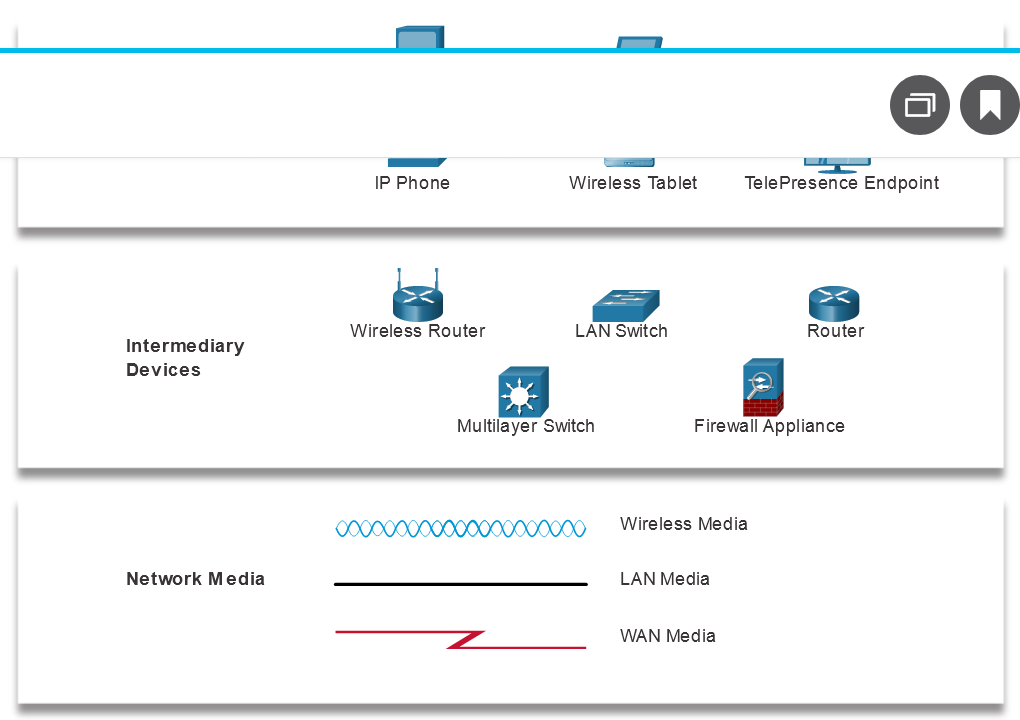 IP Phone
Wireless Tablet
TelePresence Endpoint
Intermediary
Devices
Wireless Router
LAN Switch
Router
Multilayer Switch
Firewall Appliance
Network Media
Wireless Media
LAN Media
WAN Media